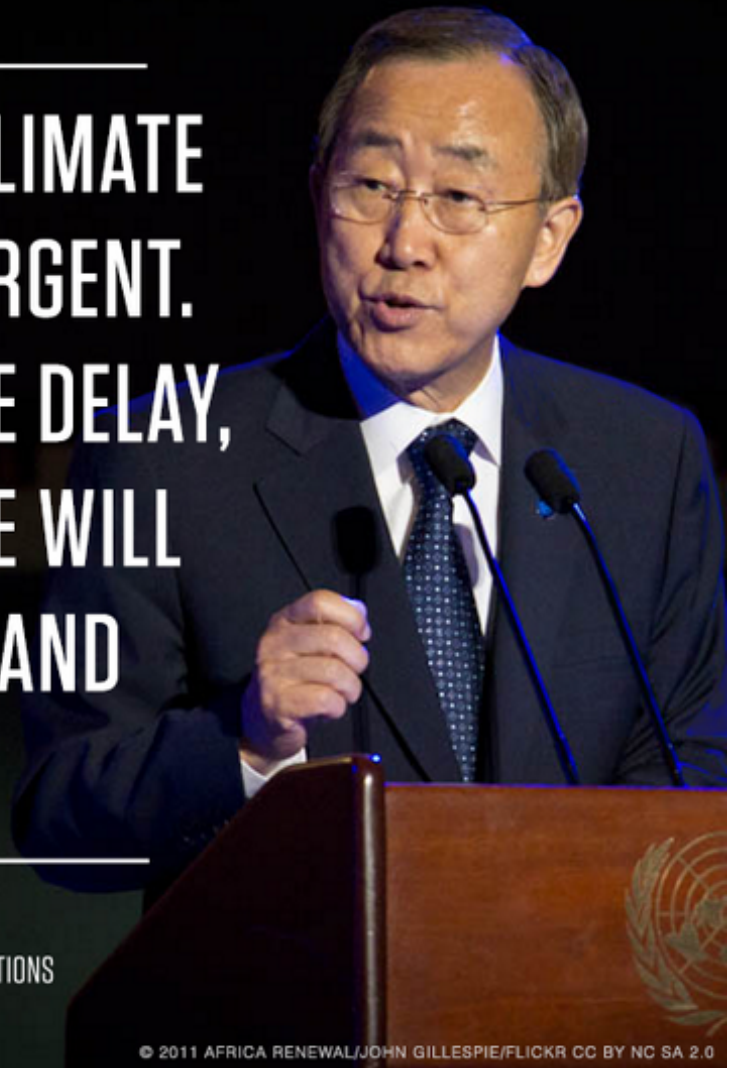 LIMATE
RGENT.
E DELAY,
E WILL
AND
TIONS
© 2011 AFRICA RENEWAL/JOHN GILLESPIE/FLICKR CC BY NC SA 2.0